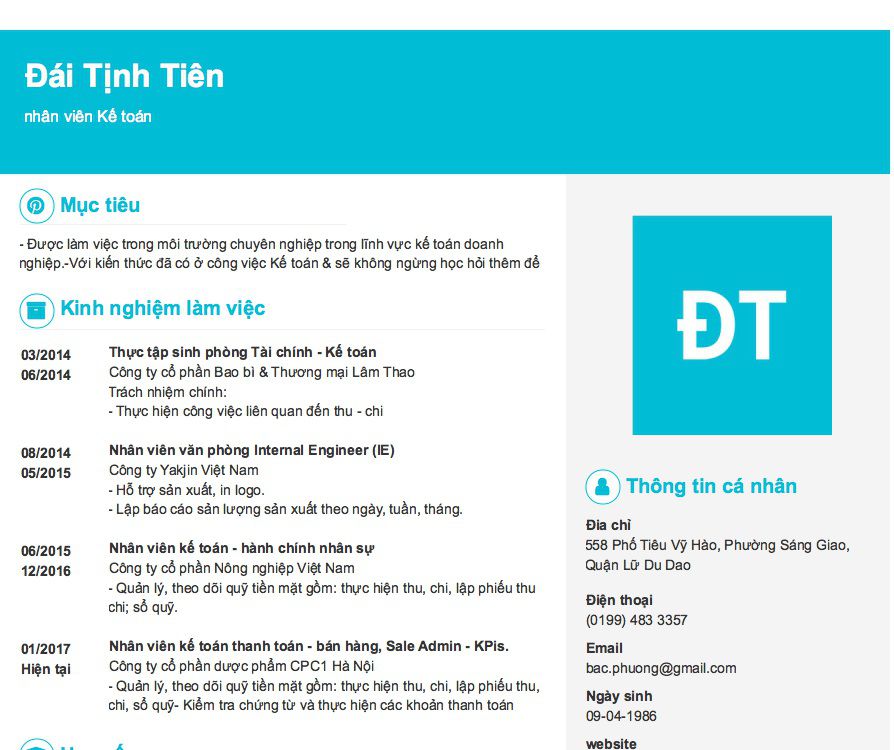 Đái Tịnh Tiên
nhân viên Kế toán
Mục tiêu
- Được làm việc trong môi trường chuyên nghiệp trong lĩnh vực kế toán doanh
nghiệp.-Với kiến thức đã có ở công việc Kế toán & sẽ không ngừng học hỏi thêm để
Kinh nghiệm làm việc
03/2014
06/2014
Thực tập sinh phòng Tài chính - Kế toán
Công ty cổ phần Bao bì & Thương mại Lâm Thao
Trách nhiệm chính:
- Thực hiện công việc liên quan đến thu - chi
08/2014
05/2015
Nhân viên văn phòng Internal Engineer (IE)
Công ty Yakjin Việt Nam
- Hỗ trợ sản xuất, in logo.
- Lập báo cáo sản lượng sản xuất theo ngày, tuần, tháng.
06/2015
12/2016
Nhân viên kế toán - hành chính nhân sự
Công ty cổ phần Nông nghiệp Việt Nam
- Quản lý, theo dõi quỹ tiền mặt gồm: thực hiện thu, chi, lập phiếu thu
chi; sổ quỹ.
01/2017
Hiện tại
Nhân viên kế toán thanh toán - bán hàng, Sale Admin - KPis.
Công ty cổ phần dược phẩm CPC1 Hà Nội
- Quản lý, theo dõi quỹ tiền mặt gồm: thực hiện các thu, chi, lập phiếu thu,
chi, sổ quỹ- Kiểm tra chứng từ và thực hiện các khoản thanh toán
ĐT
Thông tin cá nhân
Đia chỉ
558 Phố Tiêu Vỹ Hào, Phường Sáng Giao,
Quận Lữ Du Dao
Điện thoại
(0199) 483 3357
Email
bac.phuong@gmail.com
Ngày sinh
09-04-1986
website